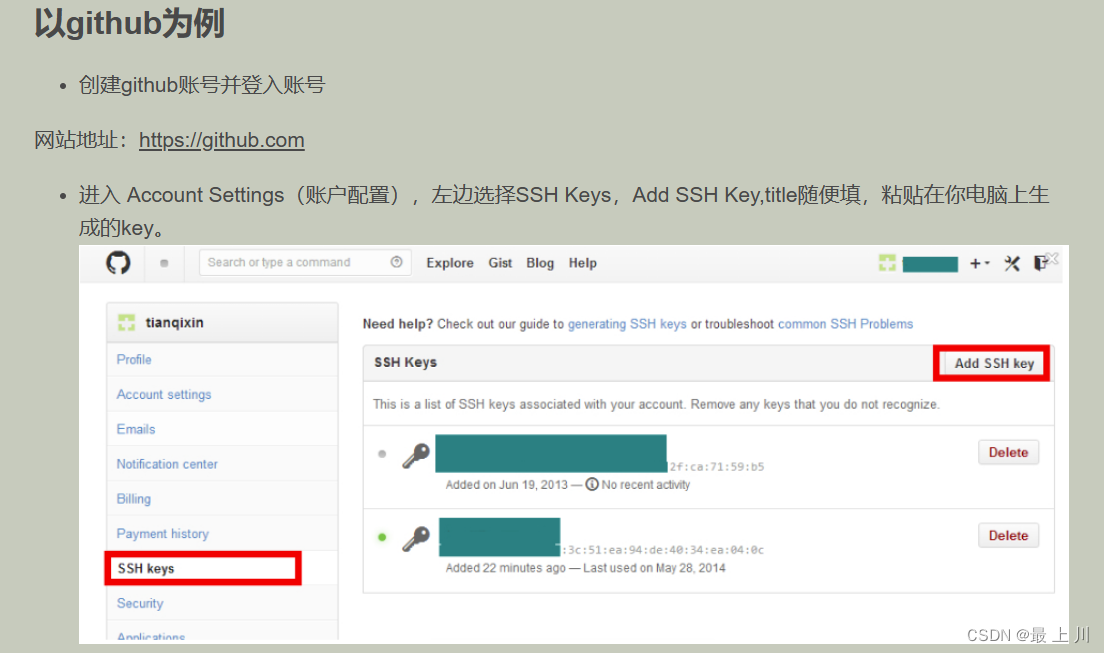 以github为例
创建github账号并登入账号
网站地址：https://github.com
进入 Account Settings（账户配置），左边选择SSH Keys，Add SSH Key,title随便填，粘贴在你电脑上生
成的key。
Search or type a command Explore Gist Blog Help
tianqixin
Need help? Check out our guide to generating SSH keys or troubleshoot common SSH Problems
Profile
SSH Keys Add SSH key
Account settings
This is a list of SSH keys associated with your account. Remove any keys that you do not recognize.
Emails
Notification center
2f:ca:71:59:b5 Delete
Added on Jun 19, 2013 — No recent activity
Billing
Payment history
:3c:51:ea:94:de:40:34:ea:04:0c Delete
SSH keys
Added 22 minutes ago — Last used on May 28, 2014
Security
Applications
CSDN @最 上 川